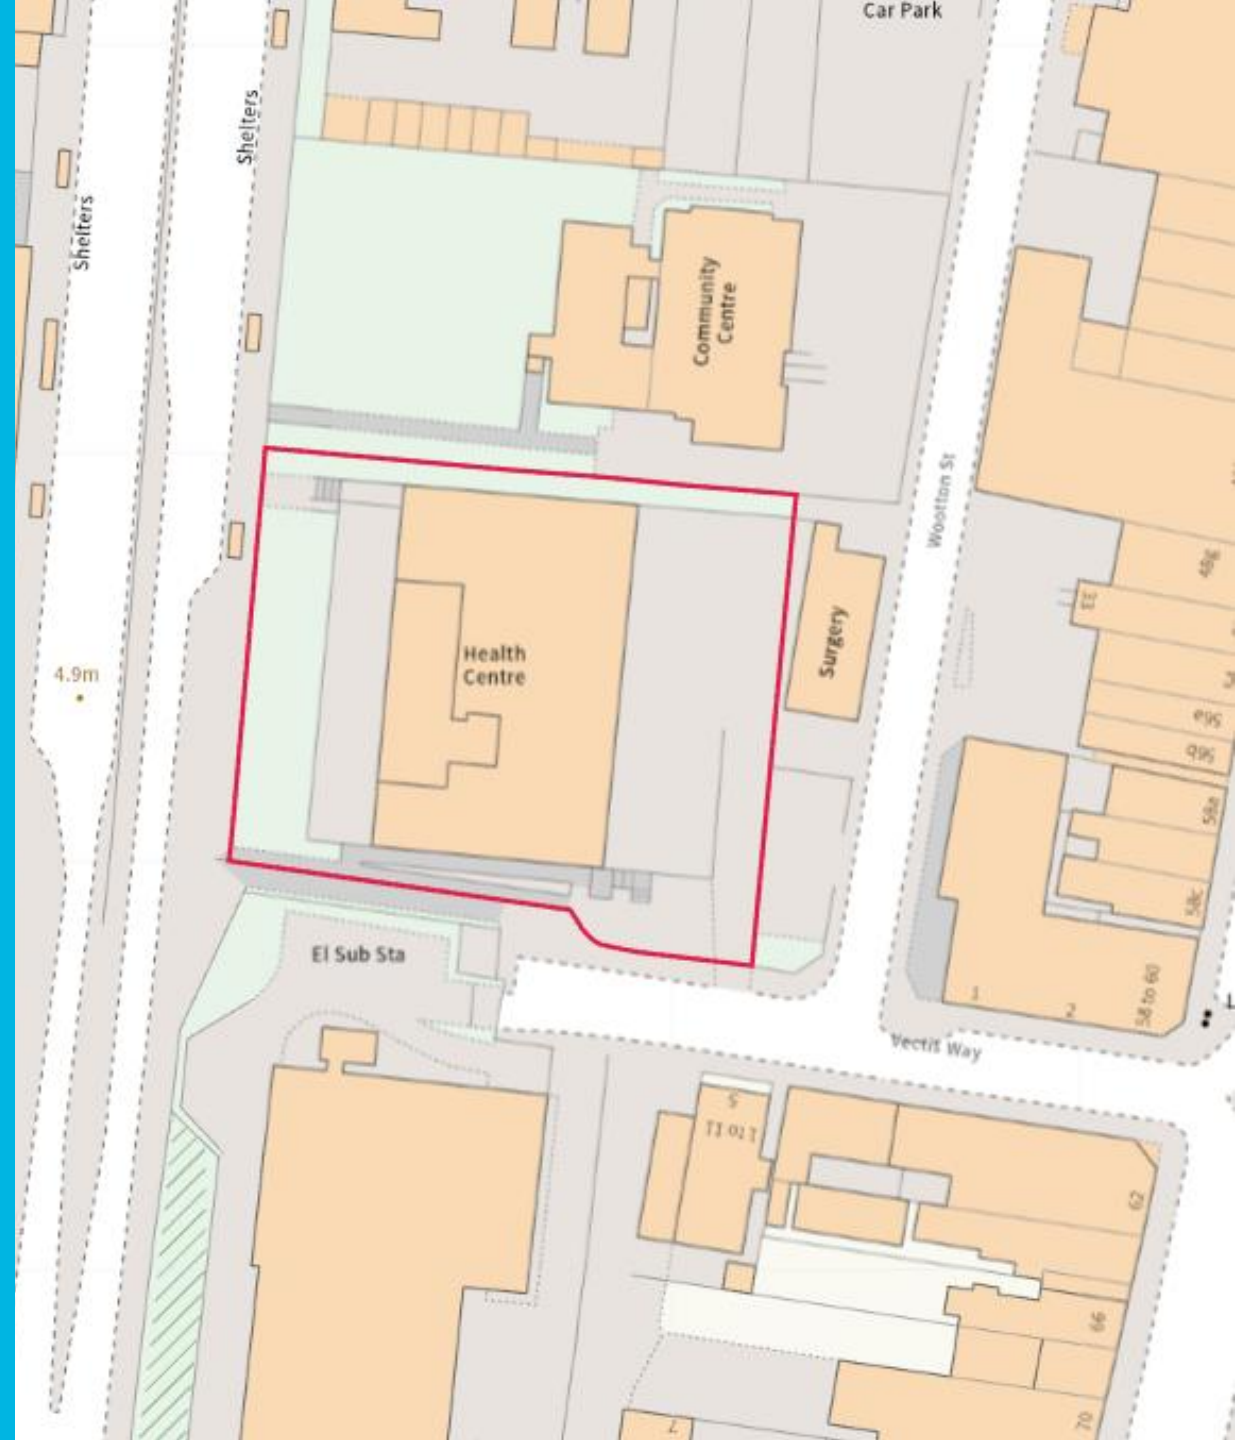 Car Park
Shelters
Shelters
Community
Centre
Wootton St
48g
33
Health
Centre
Surgery
4.9m
56a
56b
58a
58c
El Sub Sta
1
2
58 to 60
Vectis Way
5
1 to 11
62
66
70
7